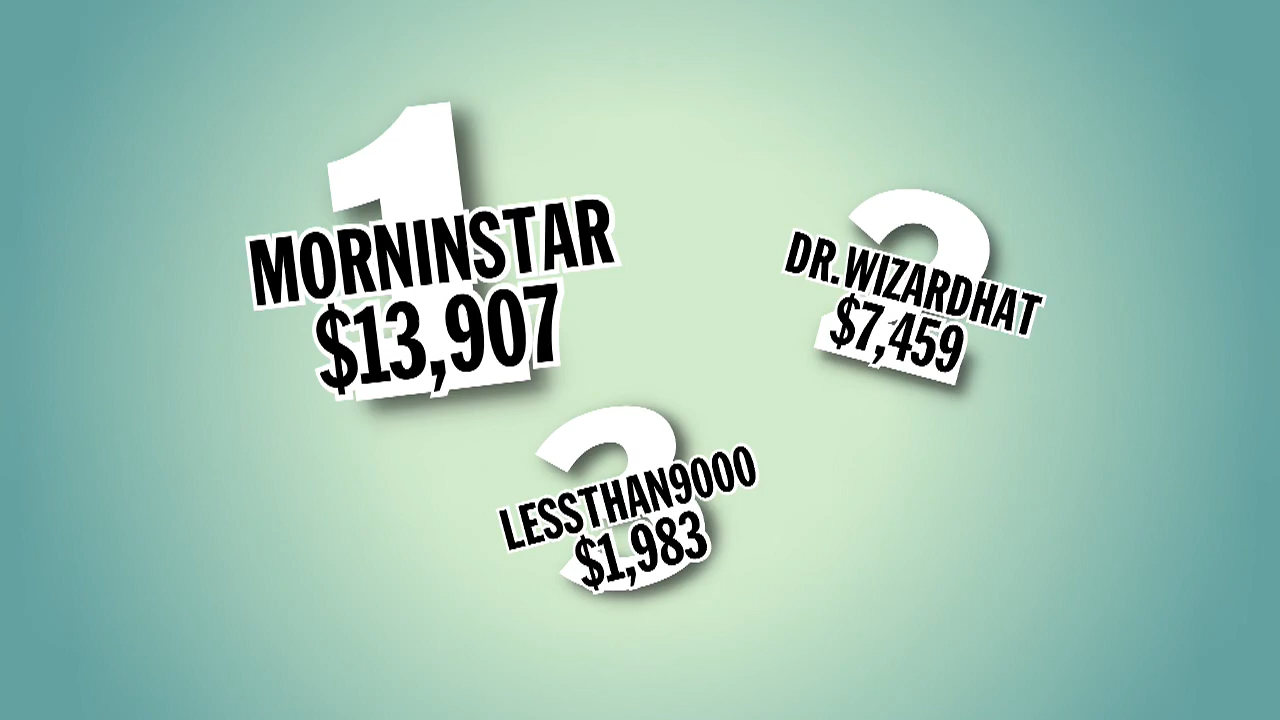 1
MORNINSTAR
$13,907
2
DR.WIZARDHAT
$7,459
3
LESSTHAN9000
$1,983